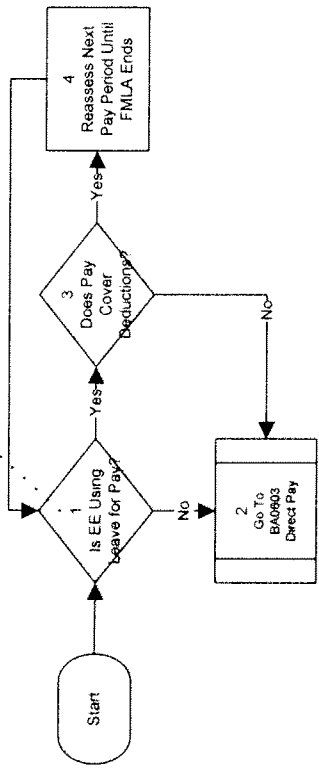 Start
1
Is EE Using
Leave for Pay?
Yes
No
2
Go To
BA0603
Direct Pay
3
Does Pay
Cover
Deductions?
Yes
No
4
Reassess Next
Pay Period Until
FMLA Ends